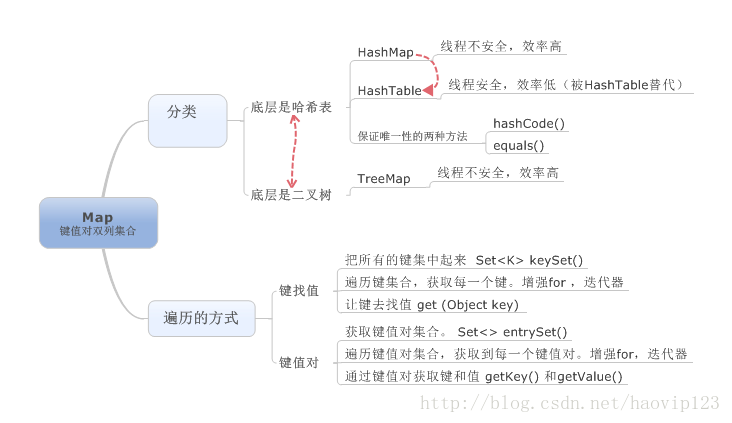 Map
键值对双列集合
分类
底层是哈希表
HashMap
线程不安全，效率高
HashTable
线程安全，效率低（被HashTable替代）
保证唯一性的两种方法
hashCode()
equals()
底层是二叉树
TreeMap
线程不安全，效率高
遍历的方式
键找值
把所有的键集中起来 Set<K> keySet()
遍历键集合，获取每一个键。增强for ，迭代器
让键去找值 get (Object key)
键值对
获取键值对集合。 Set<> entrySet()
遍历键值对集合，获取到每一个键值对。增强for，迭代器
通过键值对获取键和值 getKey() 和getValue()
http://blog.csdn.net/haovip123